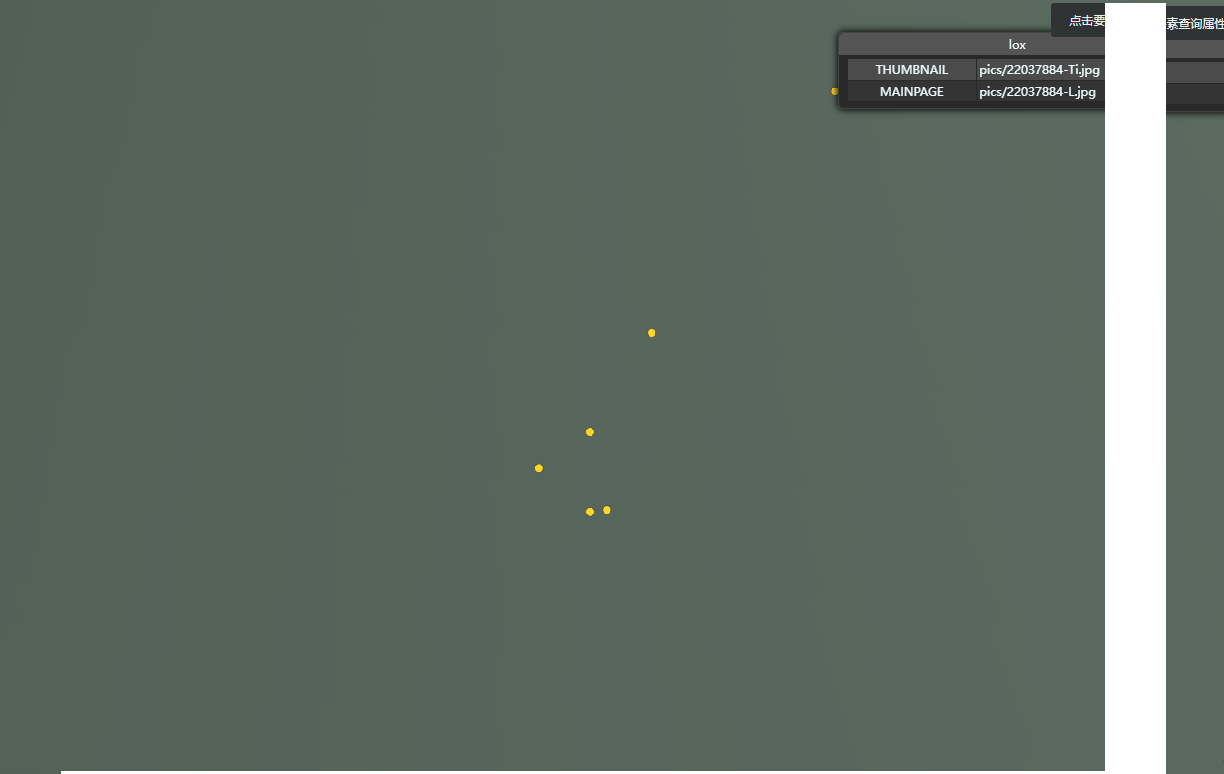 点击要素查询属性
lox
THUMBNAIL pics/22037884-Ti.jpg
MAINPAGE pics/22037884-L.jpg